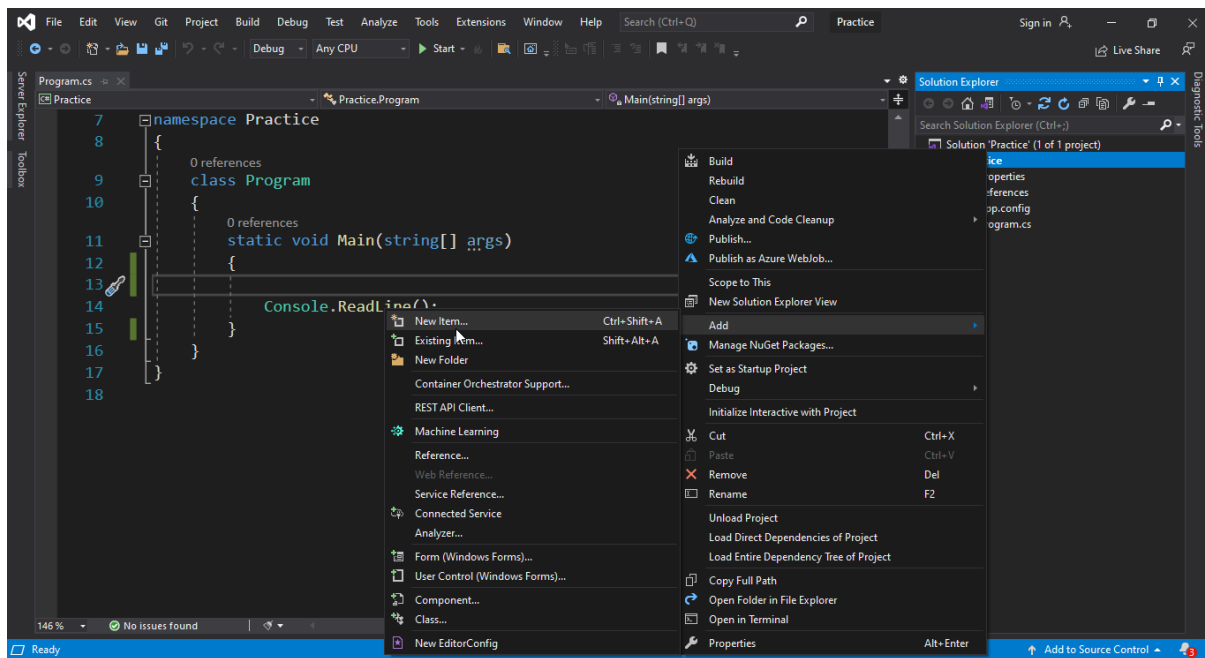 File Edit View Git Project Build Debug Test Analyze Tools Extensions Window Help Search (Ctrl+Q) Practice Sign in
Debug Any CPU Start Live Share
Server Explorer
Toolbox
Program.cs
Practice Practice.Program Main(string[] args)
7 namespace Practice
8 {
0 references
9 class Program
10 {
0 references
11 static void Main(string[] args)
12 {
13
14 Console.ReadLine();
15 }
16 }
17 }
18
New Item... Ctrl+Shift+A
Existing Item... Shift+Alt+A
New Folder
Container Orchestrator Support...
REST API Client...
Machine Learning
Reference...
Web Reference...
Service Reference...
Connected Service
Analyzer...
Form (Windows Forms)...
User Control (Windows Forms)...
Component...
Class...
New EditorConfig
Build
Rebuild
Clean
Analyze and Code Cleanup
Publish...
Publish as Azure WebJob...
Scope to This
New Solution Explorer View
Add
Manage NuGet Packages...
Set as Startup Project
Debug
Initialize Interactive with Project
Cut Ctrl+X
Paste Ctrl+V
Remove Del
Rename F2
Unload Project
Load Direct Dependencies of Project
Load Entire Dependency Tree of Project
Copy Full Path
Open Folder in File Explorer
Open in Terminal
Properties Alt+Enter
Solution Explorer
Search Solution Explorer (Ctrl+;)
Solution 'Practice' (1 of 1 project)
ice
operties
eferences
pp.config
ogram.cs
Diagnostic Tools
146 % No issues found
Ready Add to Source Control 3